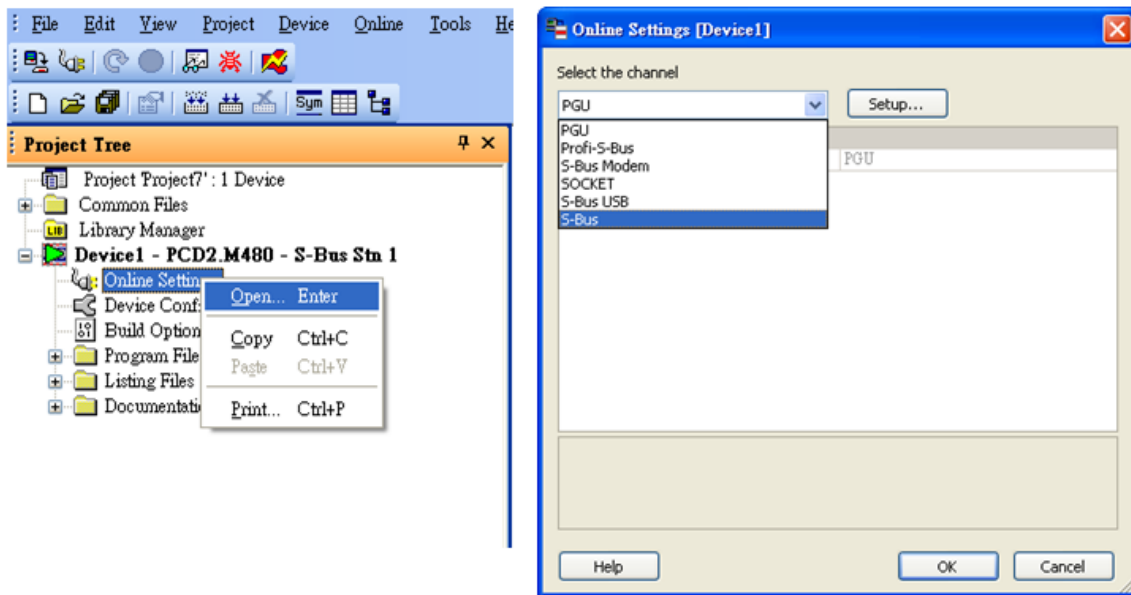 File Edit View Project Device Online Tools He
Sym
Project Tree
Project 'Project7': 1 Device
Common Files
LIB Library Manager
Device1 - PCD2.M480 - S-Bus Stn 1
Online Settin
Device Conf
Build Option
Program File
Listing Files
Documentati
Open... Enter
Copy Ctrl+C
Paste Ctrl+V
Print... Ctrl+P
Online Settings [Device1]
Select the channel
PGU Setup...
PGU
Profi-S-Bus
S-Bus Modem
SOCKET
S-Bus USB
S-Bus
PGU
Help OK Cancel